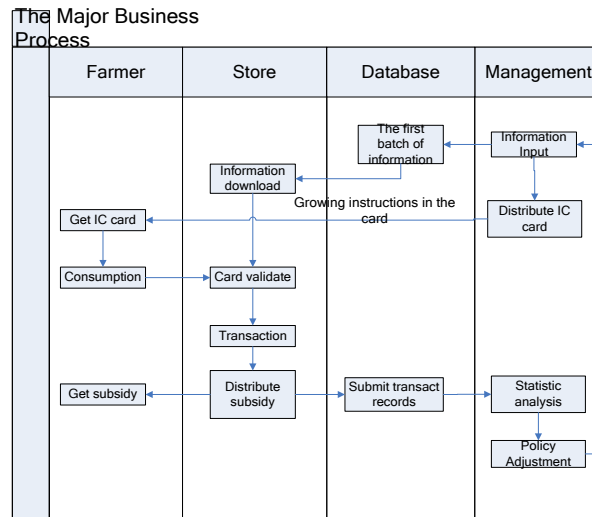 The Major Business
Process
Farmer
Store
Database
Management
The first
batch of
information
Information
Input
Information
download
Growing instructions in the
card
Get IC card
Distribute IC
card
Consumption
Card validate
Transaction
Get subsidy
Distribute
subsidy
Submit transact
records
Statistic
analysis
Policy
Adjustment